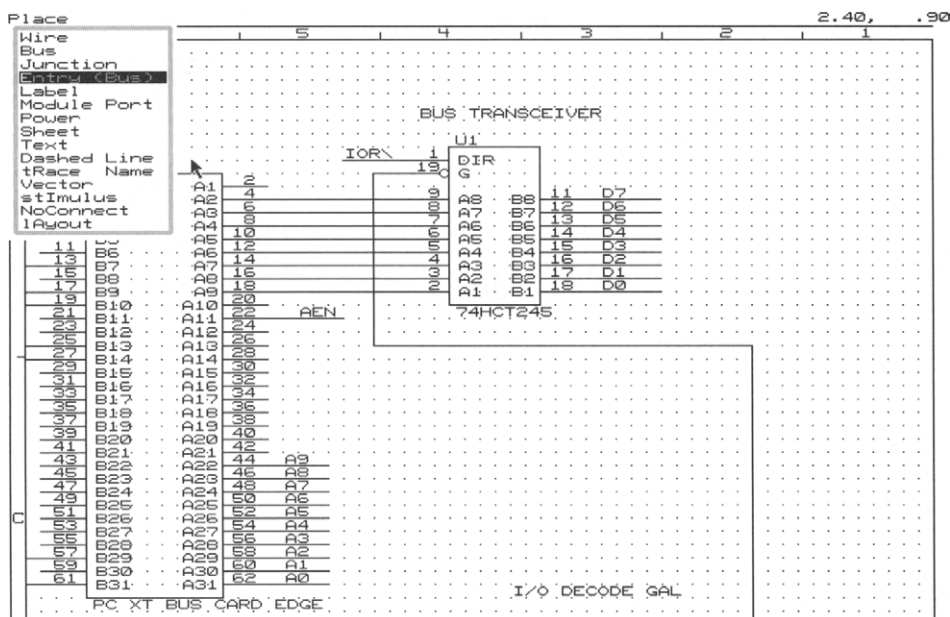 Place 2.40, .90
Wire
Bus
Junction
Entry (Bus)
Label
Module Port
Power
Sheet
Text
Dashed Line
tRace Name
Vector
stImulus
NoConnect
lAyout
5 4 3 2 1
BUS TRANSCEIVER
U1
IOR\ 1 DIR
19 G
9 A8 B8 11 D7
8 A7 B7 12 D6
7 A6 B6 13 D5
6 A5 B5 14 D4
5 A4 B4 15 D3
4 A3 B3 16 D2
3 A2 B2 17 D1
2 A1 B1 18 D0
74HCT245
A1 2
A2 4
A3 6
A4 8
A5 10
11 B6 A6 12
13 B7 A7 14
15 B8 A8 16
17 B9 A9 18
19 B10 A10 20
21 B11 A11 22 AEN
23 B12 A12 24
25 B13 A13 26
27 B14 A14 28
29 B15 A15 30
31 B16 A16 32
33 B17 A17 34
35 B18 A18 36
37 B19 A19 38
39 B20 A20 40
41 B21 A21 42
43 B22 A22 44 A9
45 B23 A23 46 A8
47 B24 A24 48 A7
49 B25 A25 50 A6
51 B26 A26 52 A5
53 B27 A27 54 A4
55 B28 A28 56 A3
57 B29 A29 58 A2
59 B30 A30 60 A1
61 B31 A31 62 A0
C
PC XT BUS CARD EDGE
I/O DECODE GAL